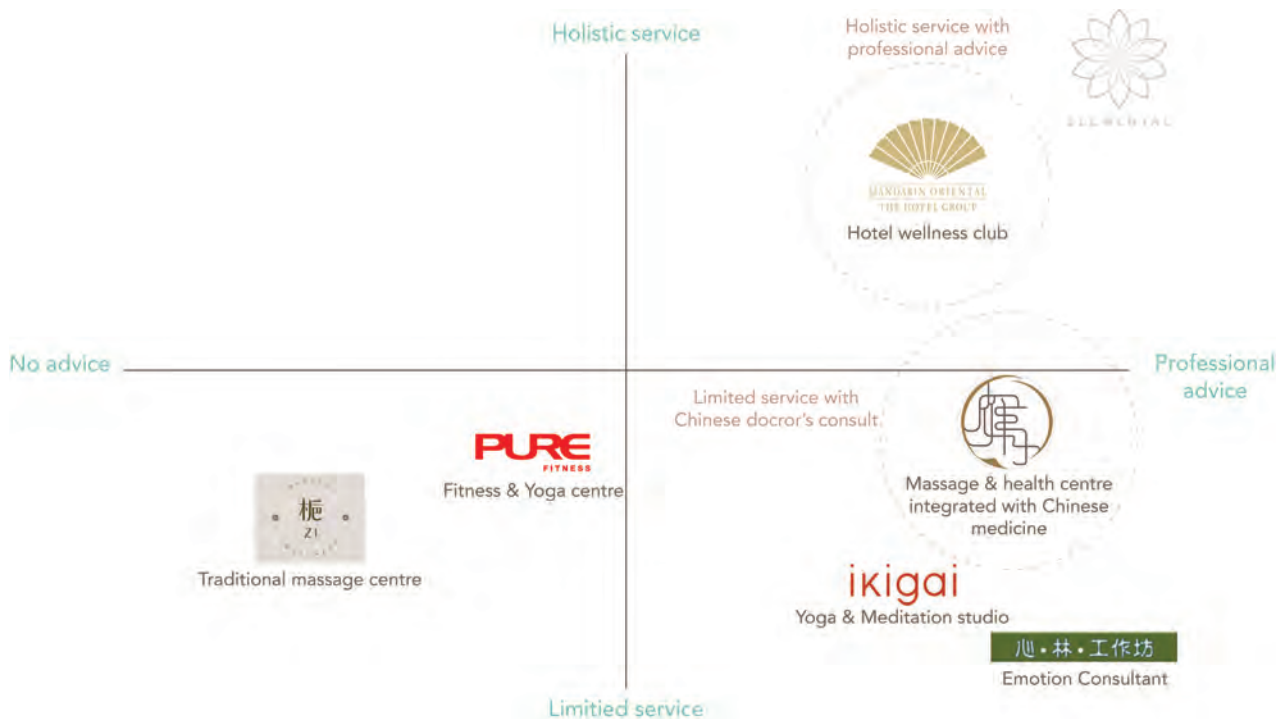 Holistic service
Holistic service with
professional advice
ELEMENTAL
MANDARIN ORIENTAL
THE HOTEL GROUP
Hotel wellness club
No advice
Professional
advice
Limited service with
Chinese docror's consult
PURE
FITNESS
Fitness & Yoga centre
Massage & health centre
integrated with Chinese
medicine
栀
ZI
WELLNESS
Traditional massage centre
ikigai
Yoga & Meditation studio
心・林・工作坊
Emotion Consultant
Limitied service